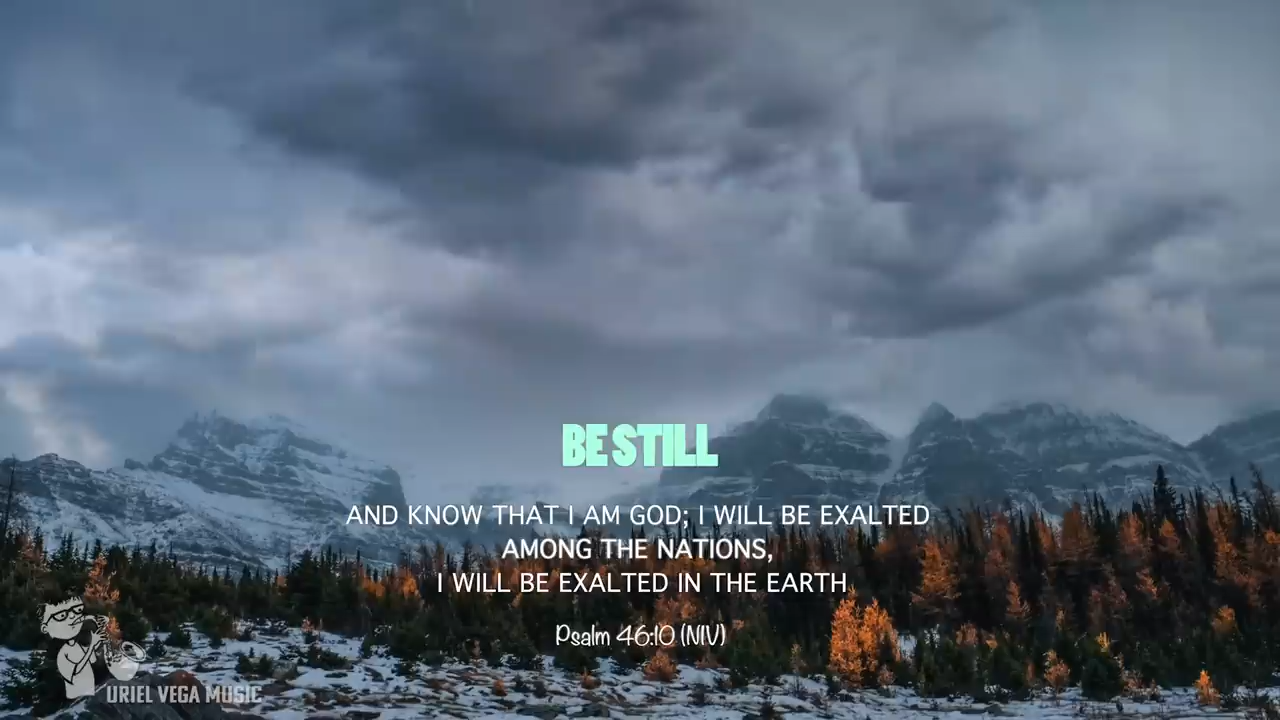 BE STILL
AND KNOW THAT I AM GOD; I WILL BE EXALTED
AMONG THE NATIONS,
I WILL BE EXALTED IN THE EARTH
Psalm 46:10 (NIV)
URIEL VEGA MUSIC